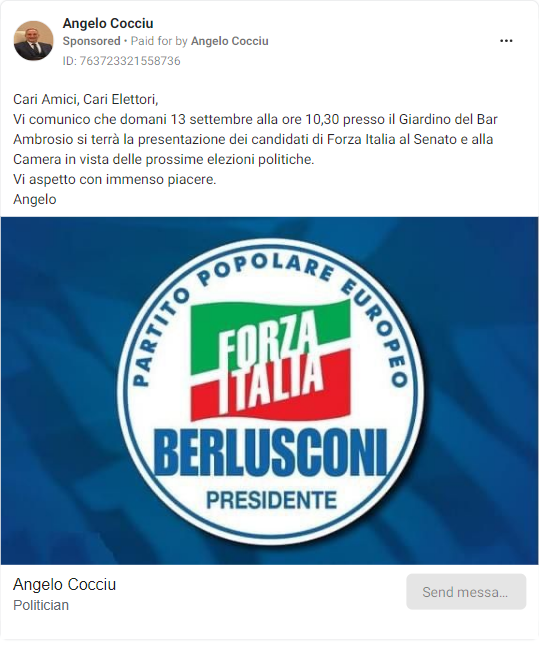 Angelo Cocciu
Sponsored • Paid for by Angelo Cocciu
ID: 763723321558736
Cari Amici, Cari Elettori,
Vi comunico che domani 13 settembre alla ore 10,30 presso il Giardino del Bar
Ambrosio si terrà la presentazione dei candidati di Forza Italia al Senato e alla
Camera in vista delle prossime elezioni politiche.
Vi aspetto con immenso piacere.
Angelo
PARTITO POPOLARE EUROPEO
FORZA
ITALIA
BERLUSCONI
PRESIDENTE
Angelo Cocciu
Politician
Send messa...